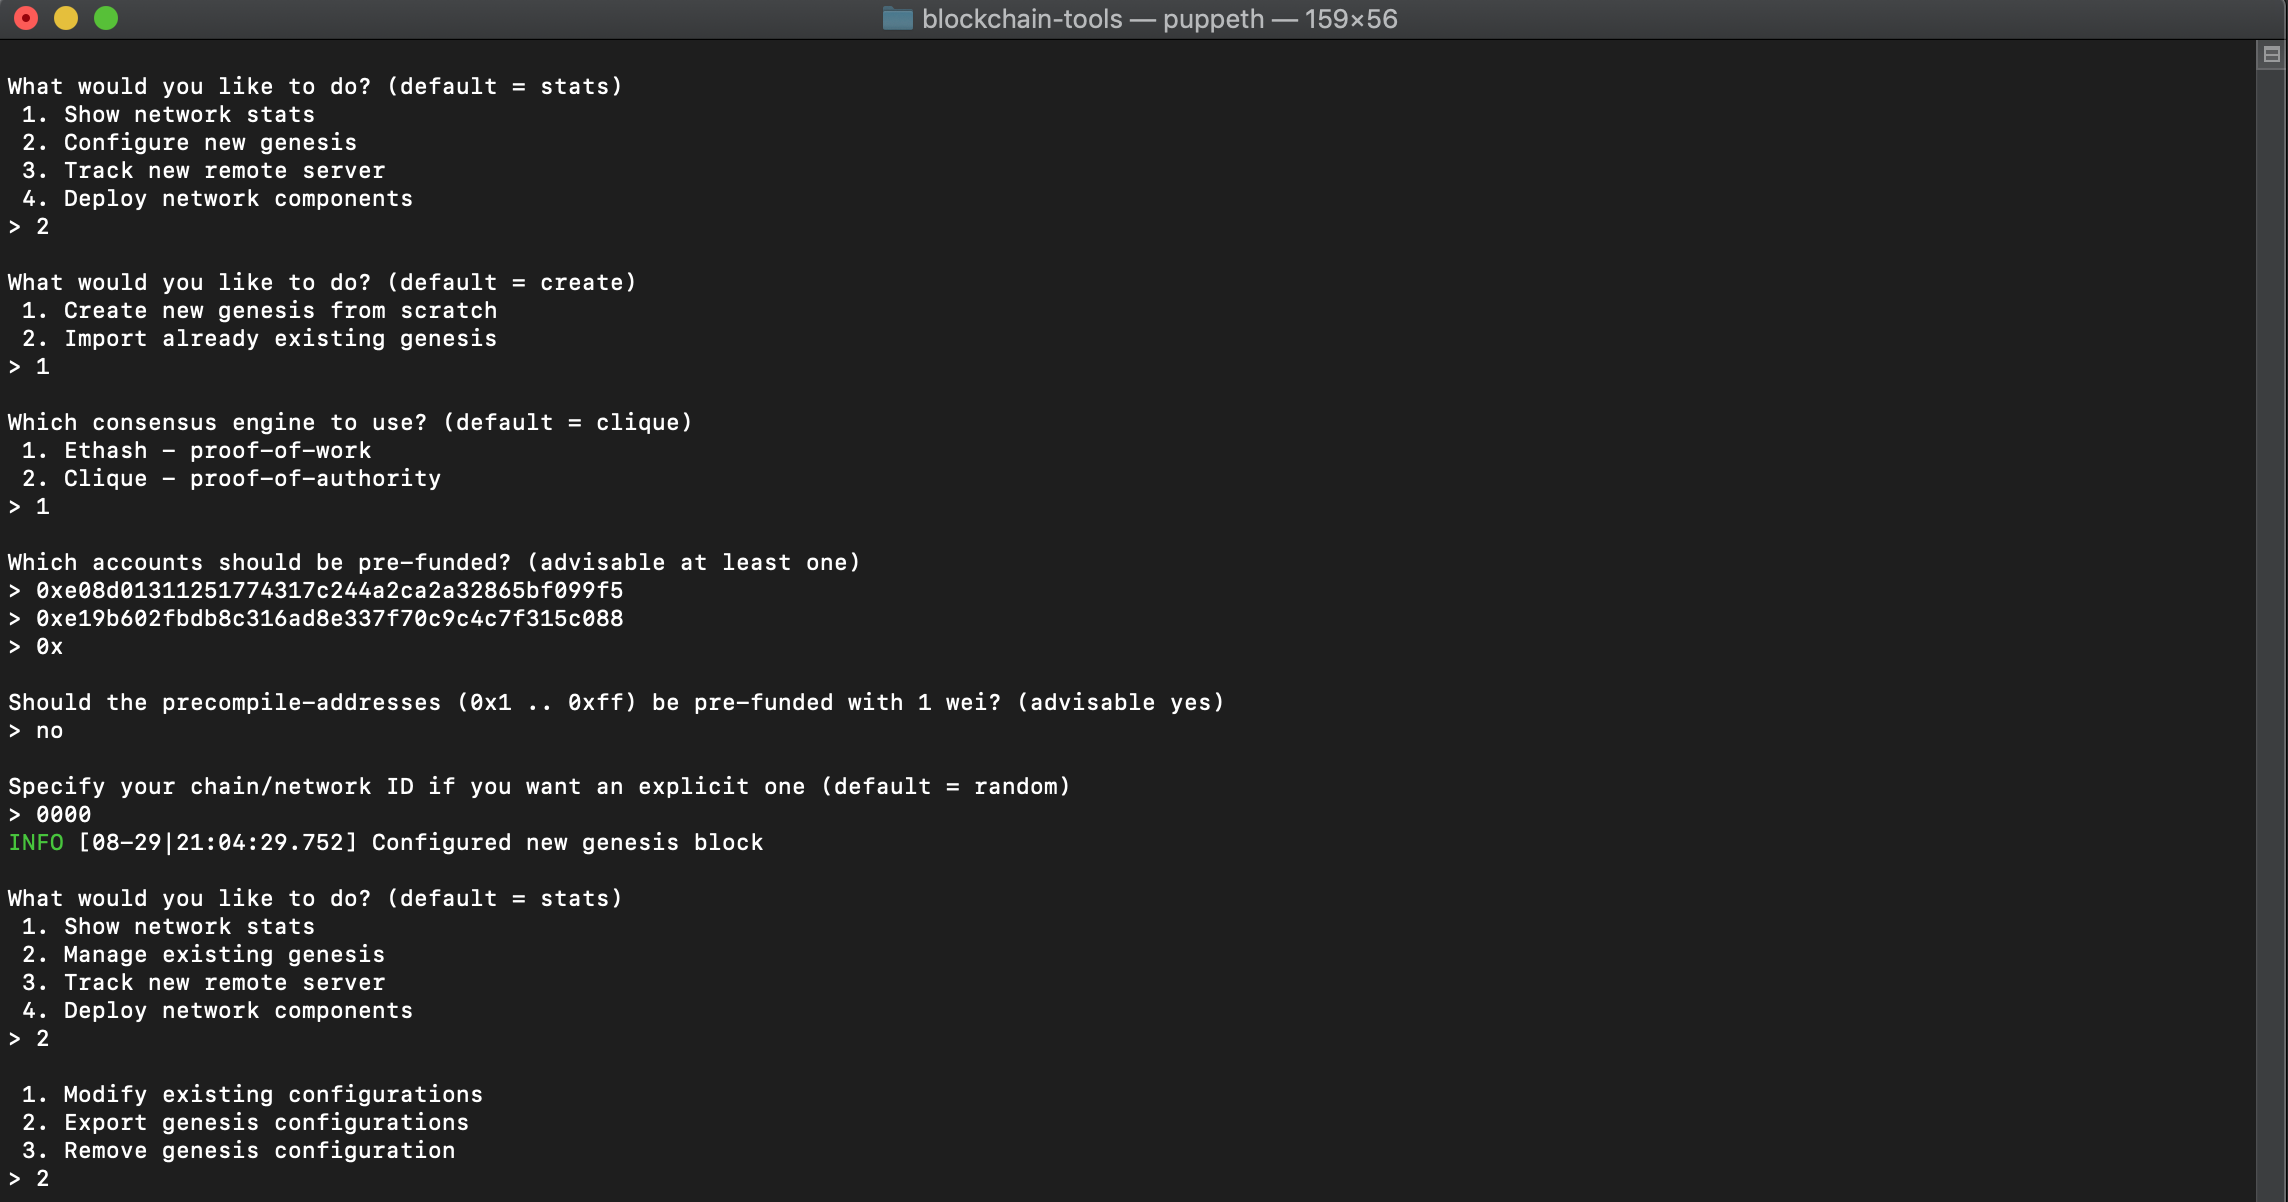 blockchain-tools — puppeth — 159×56
What would you like to do? (default = stats)
1. Show network stats
2. Configure new genesis
3. Track new remote server
4. Deploy network components
> 2
What would you like to do? (default = create)
1. Create new genesis from scratch
2. Import already existing genesis
> 1
Which consensus engine to use? (default = clique)
1. Ethash - proof-of-work
2. Clique - proof-of-authority
> 1
Which accounts should be pre-funded? (advisable at least one)
> 0xe08d01311251774317c244a2ca2a32865bf099f5
> 0xe19b602fbdb8c316ad8e337f70c9c4c7f315c088
> 0x
Should the precompile-addresses (0x1 .. 0xff) be pre-funded with 1 wei? (advisable yes)
> no
Specify your chain/network ID if you want an explicit one (default = random)
> 0000
INFO [08-29|21:04:29.752] Configured new genesis block
What would you like to do? (default = stats)
1. Show network stats
2. Manage existing genesis
3. Track new remote server
4. Deploy network components
> 2
1. Modify existing configurations
2. Export genesis configurations
3. Remove genesis configuration
> 2